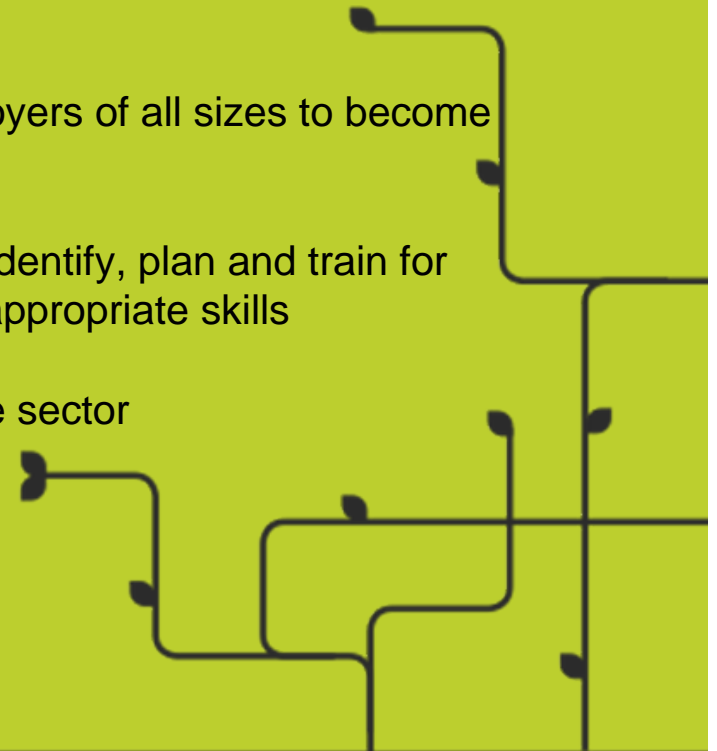 oyers of all sizes to become
dentify, plan and train for
appropriate skills
e sector